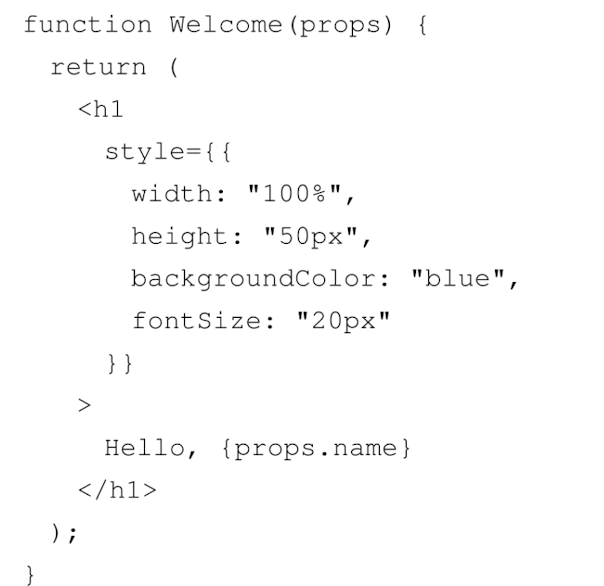 function Welcome(props) {
  return (
    <h1
      style={{
        width: "100%",
        height: "50px",
        backgroundColor: "blue",
        fontSize: "20px"
      }}
    >
      Hello, {props.name}
    </h1>
  );
}